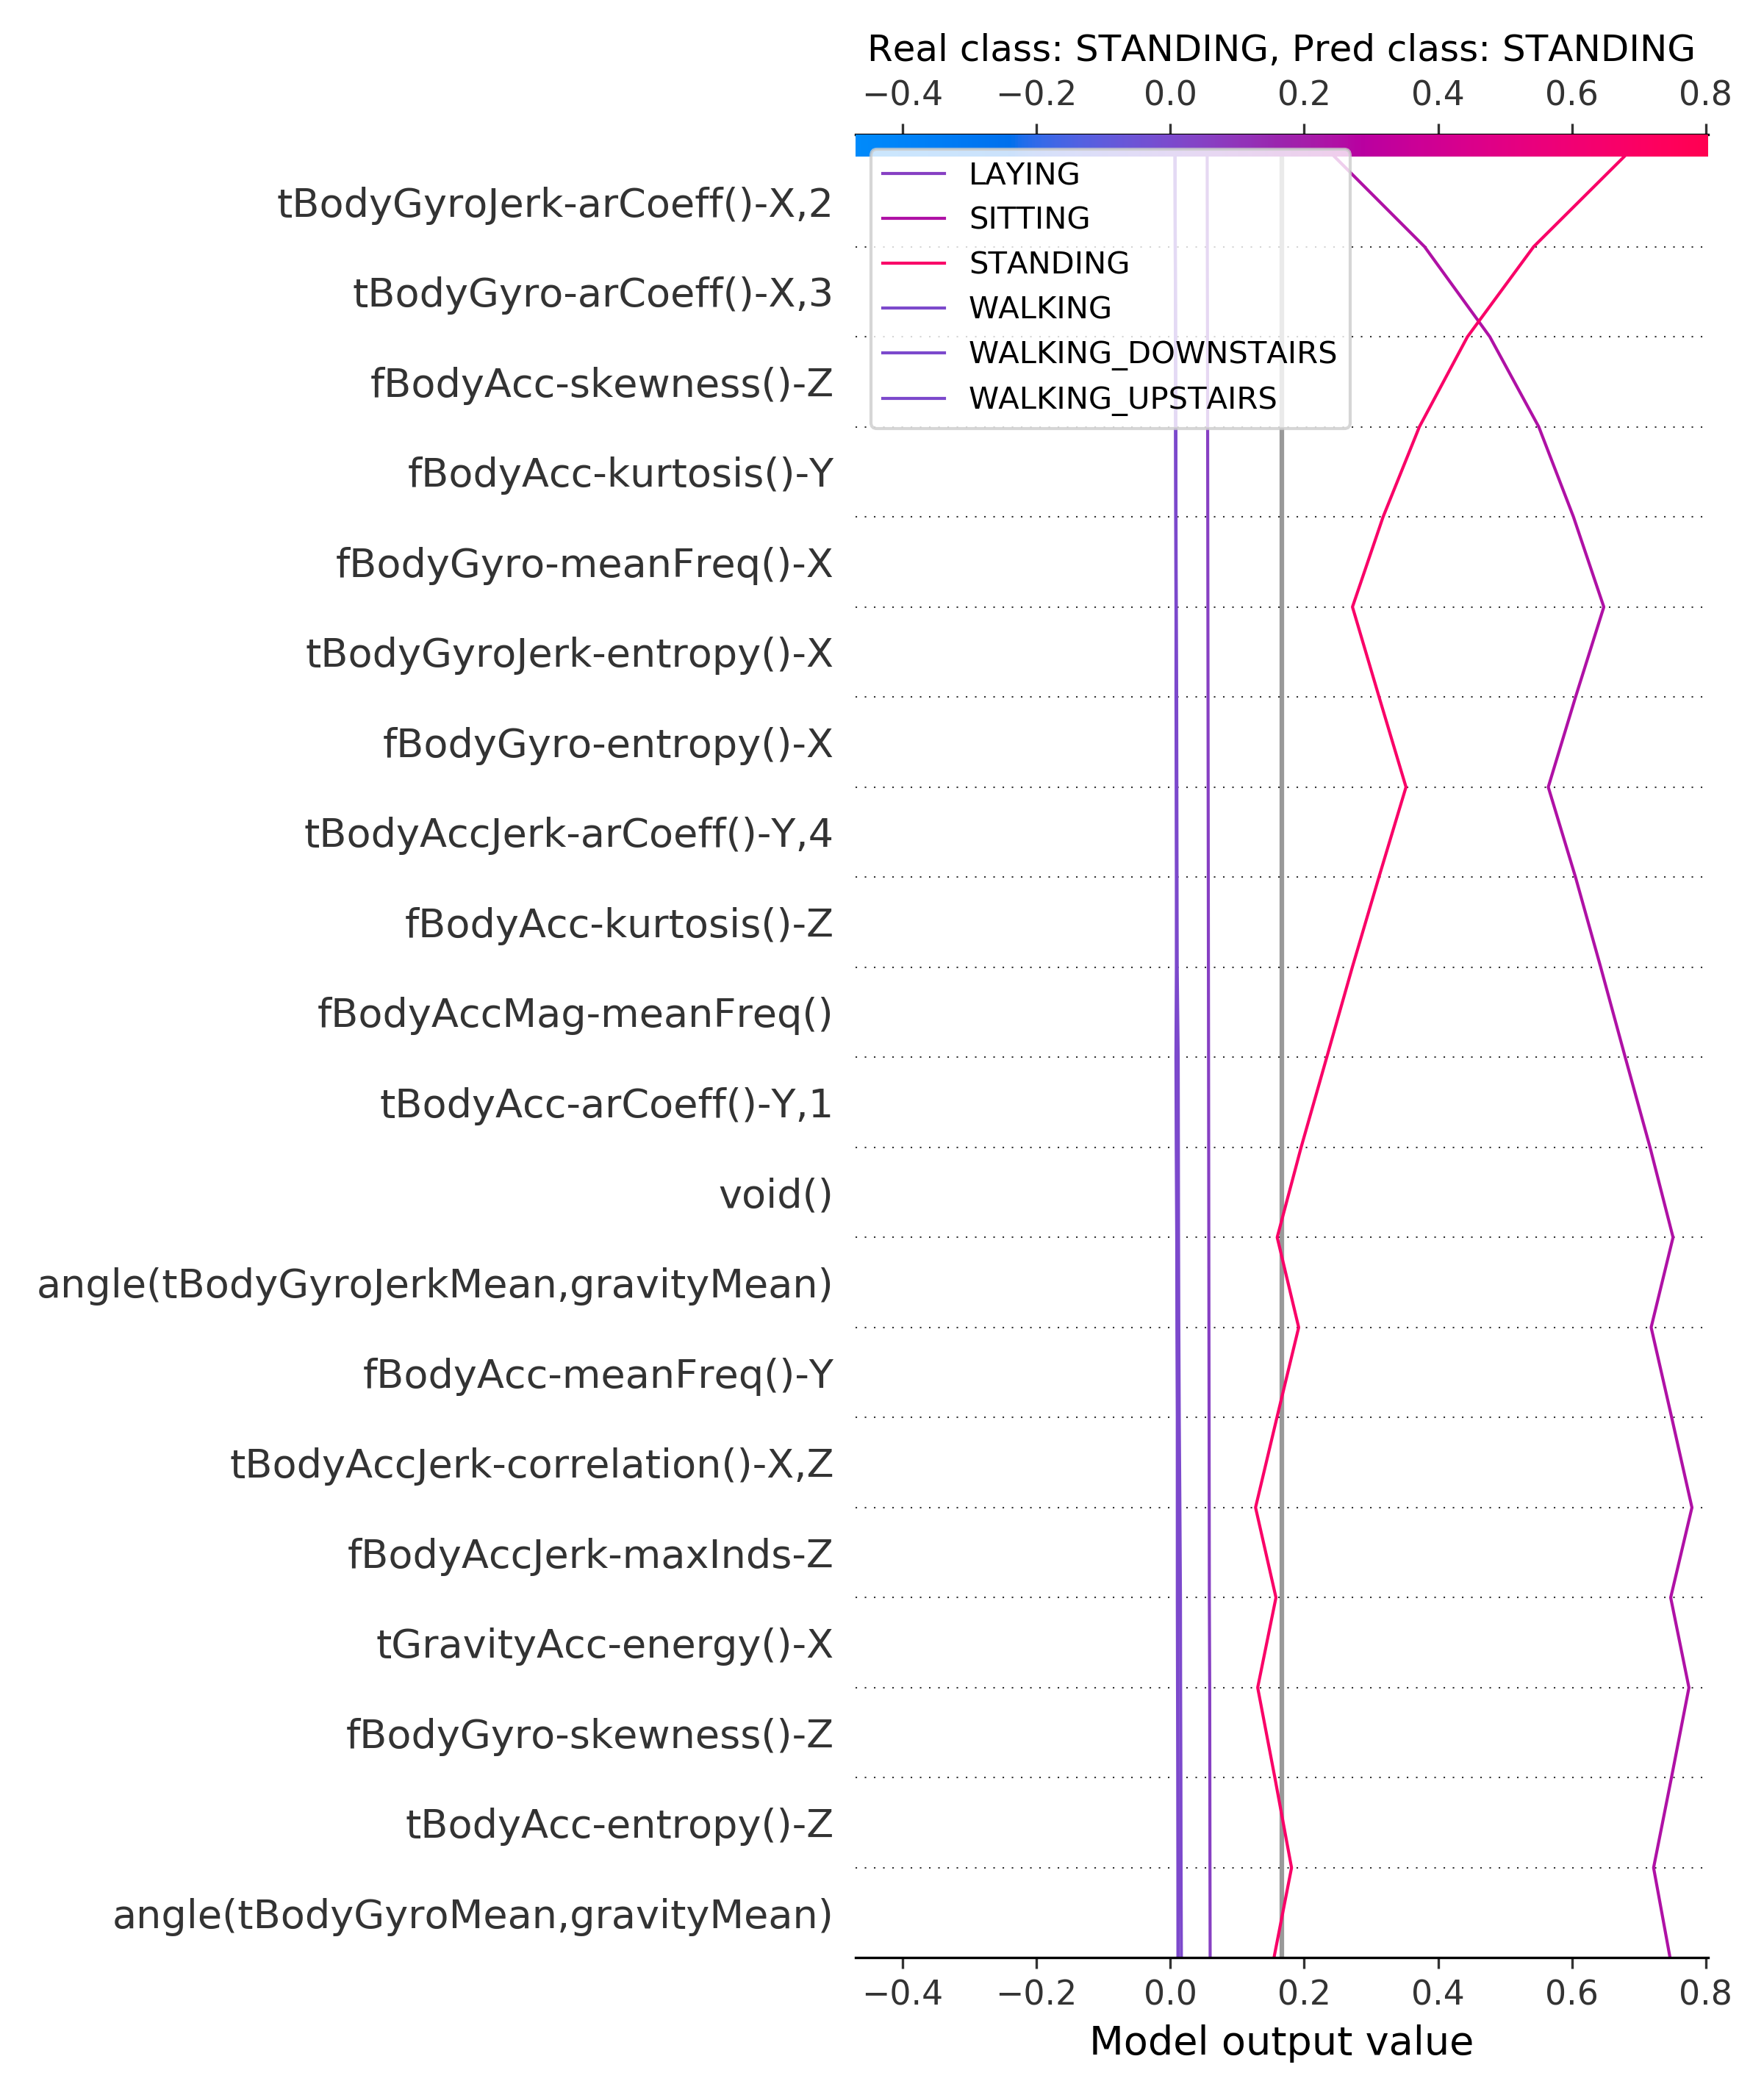 Real class: STANDING, Pred class: STANDING
−0.4 −0.2 0.0 0.2 0.4 0.6 0.8
LAYING
SITTING
STANDING
WALKING
WALKING_DOWNSTAIRS
WALKING_UPSTAIRS
tBodyGyroJerk-arCoeff()-X,2
tBodyGyro-arCoeff()-X,3
fBodyAcc-skewness()-Z
fBodyAcc-kurtosis()-Y
fBodyGyro-meanFreq()-X
tBodyGyroJerk-entropy()-X
fBodyGyro-entropy()-X
tBodyAccJerk-arCoeff()-Y,4
fBodyAcc-kurtosis()-Z
fBodyAccMag-meanFreq()
tBodyAcc-arCoeff()-Y,1
void()
angle(tBodyGyroJerkMean,gravityMean)
fBodyAcc-meanFreq()-Y
tBodyAccJerk-correlation()-X,Z
fBodyAccJerk-maxInds-Z
tGravityAcc-energy()-X
fBodyGyro-skewness()-Z
tBodyAcc-entropy()-Z
angle(tBodyGyroMean,gravityMean)
−0.4 −0.2 0.0 0.2 0.4 0.6 0.8
Model output value